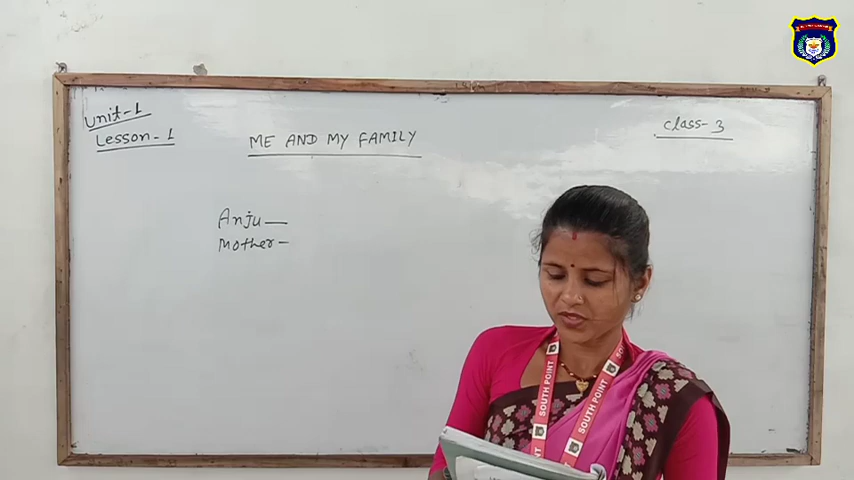 Unit-1
Lesson-1
ME AND MY FAMILY
Class-3
Anju—
Mother-
SOUTH POINT
SOUTH POINT